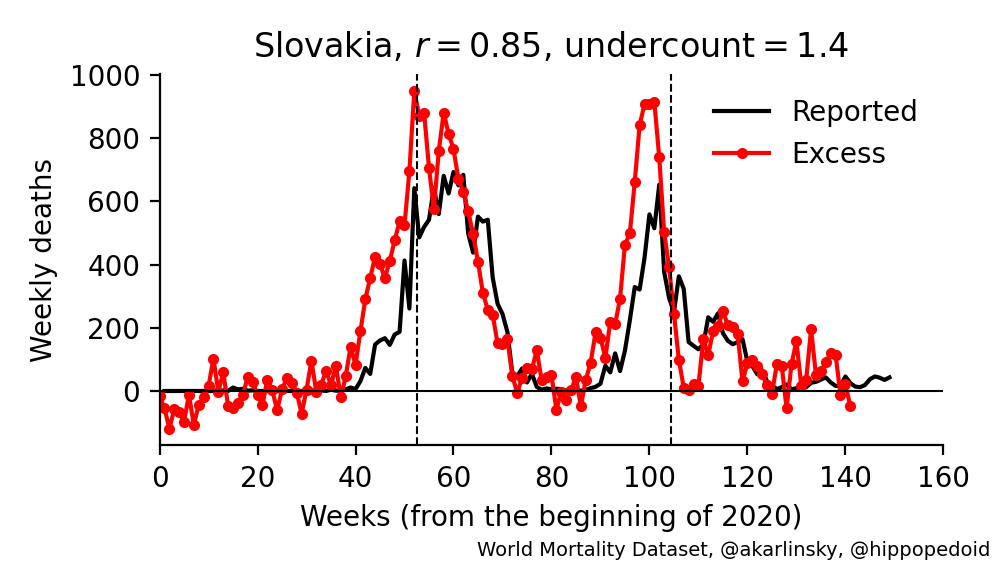 Slovakia, r = 0.85, undercount = 1.4
1000
800
600
400
200
0
Weekly deaths
Reported
Excess
0 20 40 60 80 100 120 140 160
Weeks (from the beginning of 2020)
World Mortality Dataset, @akarlinsky, @hippopedoid